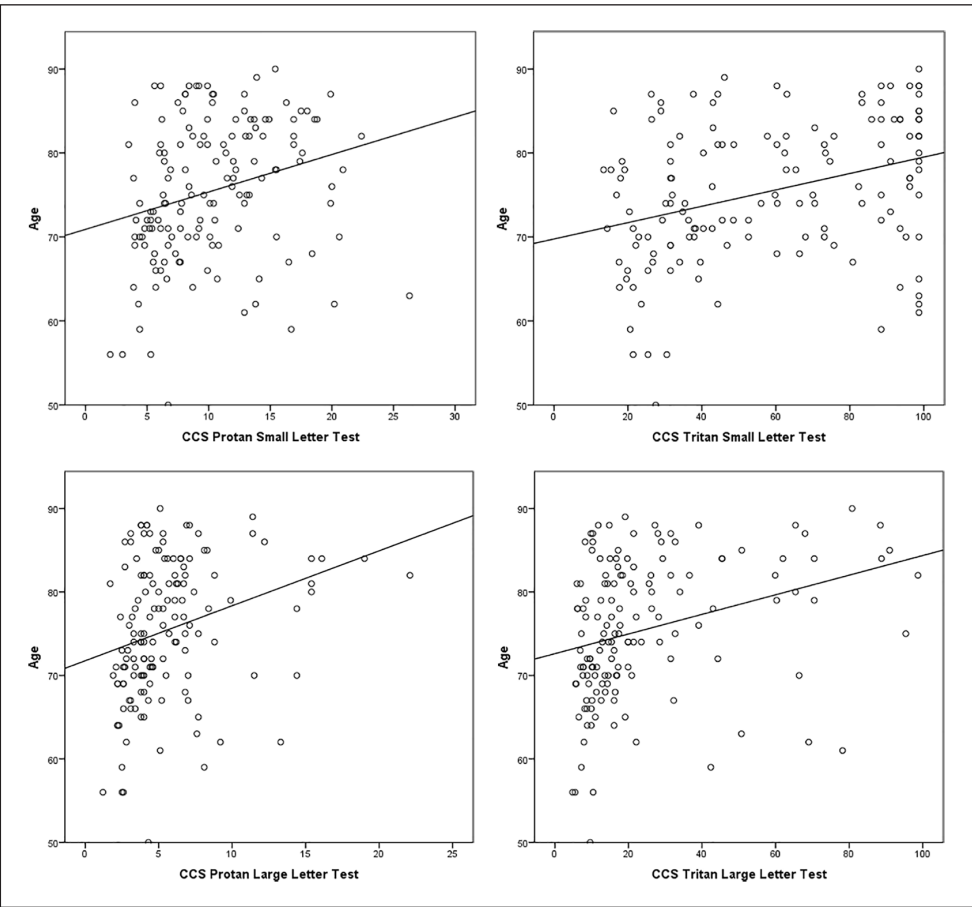 90
80
70
60
50
Age
0 5 10 15 20 25 30
CCS Protan Small Letter Test
90
80
70
60
50
Age
0 20 40 60 80 100
CCS Tritan Small Letter Test
90
80
70
60
50
Age
0 5 10 15 20 25
CCS Protan Large Letter Test
90
80
70
60
50
Age
0 20 40 60 80 100
CCS Tritan Large Letter Test